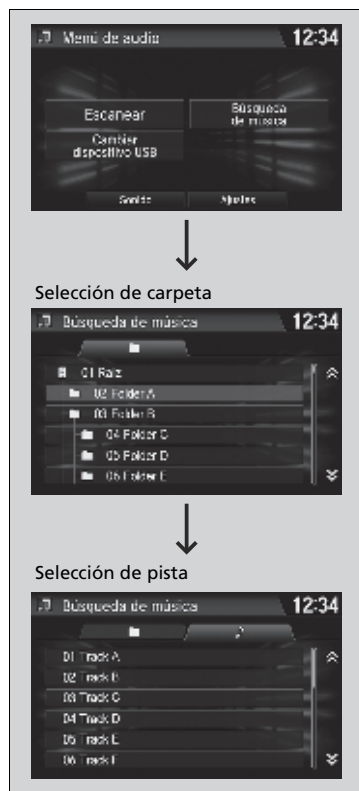 Menú de audio 12:34
Escanear
Búsqueda
de música
Cambiar
dispositivo USB
Sonido Ajustes
Selección de carpeta
Búsqueda de música 12:34
01 Raíz
02 Folder A
03 Folder B
04 Folder C
05 Folder D
06 Folder E
Selección de pista
Búsqueda de música 12:34
01 Track A
02 Track B
03 Track C
04 Track D
05 Track E
06 Track F